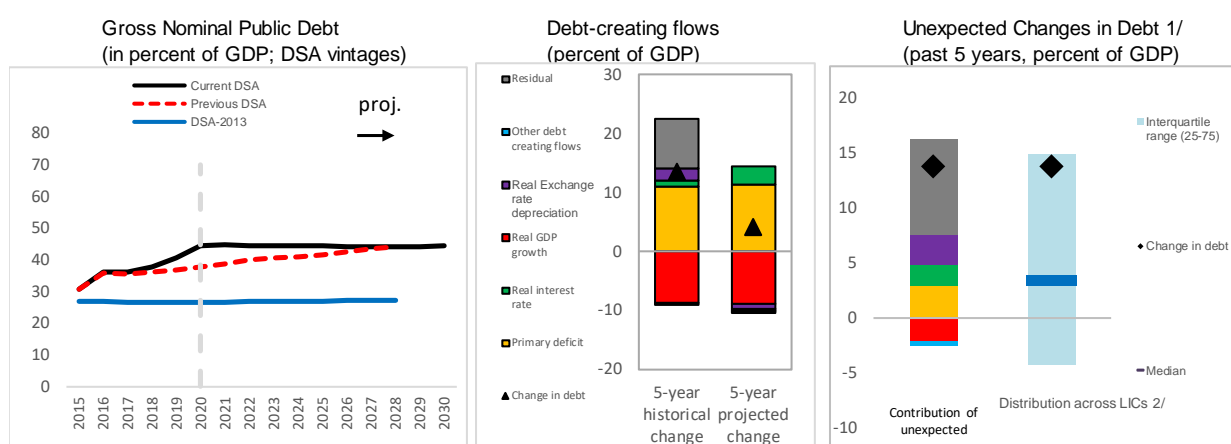 Gross Nominal Public Debt
(in percent of GDP; DSA vintages)
Current DSA
Previous DSA
DSA-2013
proj.
80
70
60
50
40
30
20
10
0
2015
2016
2017
2018
2019
2020
2021
2022
2023
2024
2025
2026
2027
2028
2029
2030
Debt-creating flows
(percent of GDP)
Residual
Other debt
creating flows
Real Exchange
rate
depreciation
Real GDP
growth
Real interest
rate
Primary deficit
Change in debt
30
20
10
0
-10
-20
5-year
historical
change
5-year
projected
change
Unexpected Changes in Debt 1/
(past 5 years, percent of GDP)
20
15
10
5
0
-5
-10
Interquartile
range (25-75)
Change in debt
Median
Contribution of
unexpected
Distribution across LICs 2/